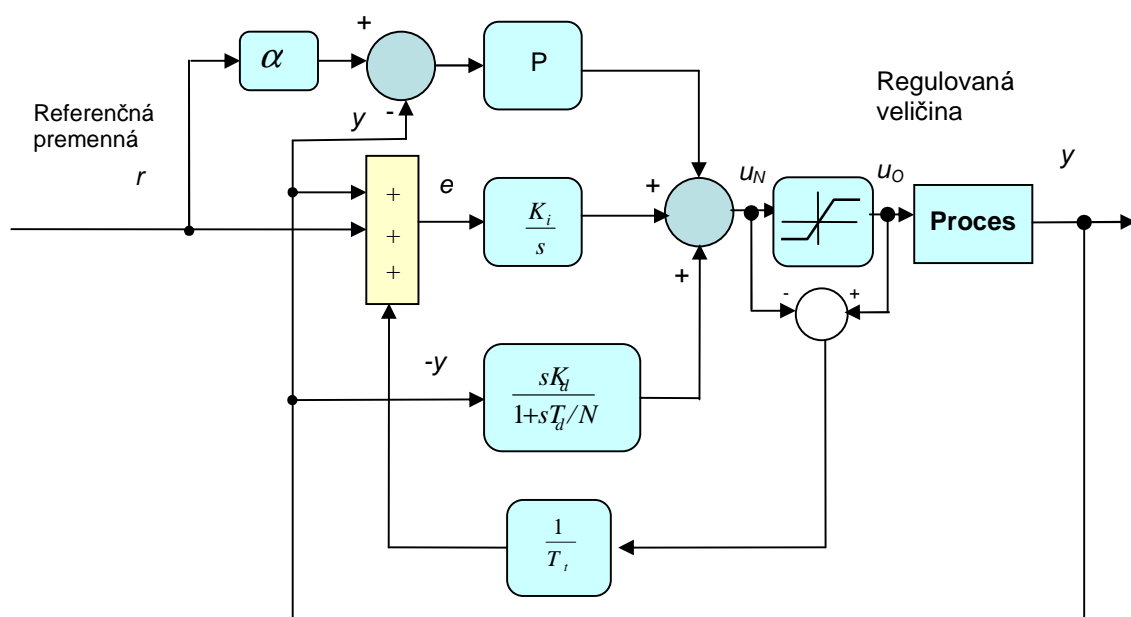 +
α
P
Regulovaná
veličina
Referenčná
premenná
y
-
r
y
+
e
K_i
s
+
u_N
u_O
Proces
+
+
+
- +
-y
sK_d
1+sT_d/N
1
T_t